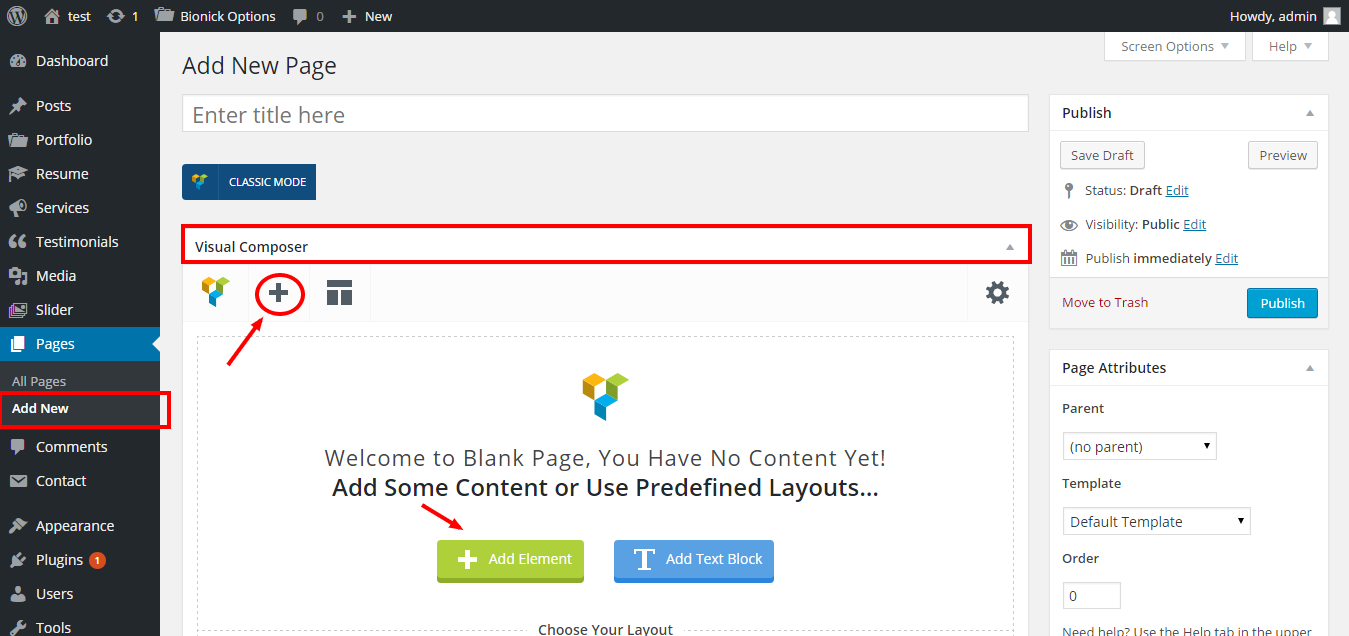 test 1 Bionick Options 0 New Howdy, admin
Dashboard
Posts
Portfolio
Resume
Services
Testimonials
Media
Slider
Pages
All Pages
Add New
Comments
Contact
Appearance
Plugins 1
Users
Tools
Screen Options Help
Add New Page
Enter title here
CLASSIC MODE
Visual Composer
Welcome to Blank Page, You Have No Content Yet!
Add Some Content or Use Predefined Layouts...
Add Element T Add Text Block
Choose Your Layout
Publish
Save Draft Preview
Status: Draft Edit
Visibility: Public Edit
Publish immediately Edit
Move to Trash Publish
Page Attributes
Parent
(no parent)
Template
Default Template
Order
0
Need help? Use the Help tab in the upper